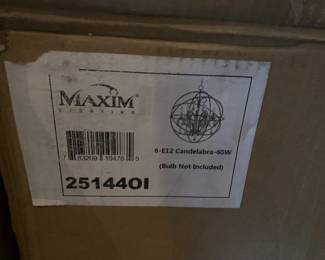 MAXIM
LIGHTING
6-E12 Candelabra-60W
(Bulb Not Included)
25144OI